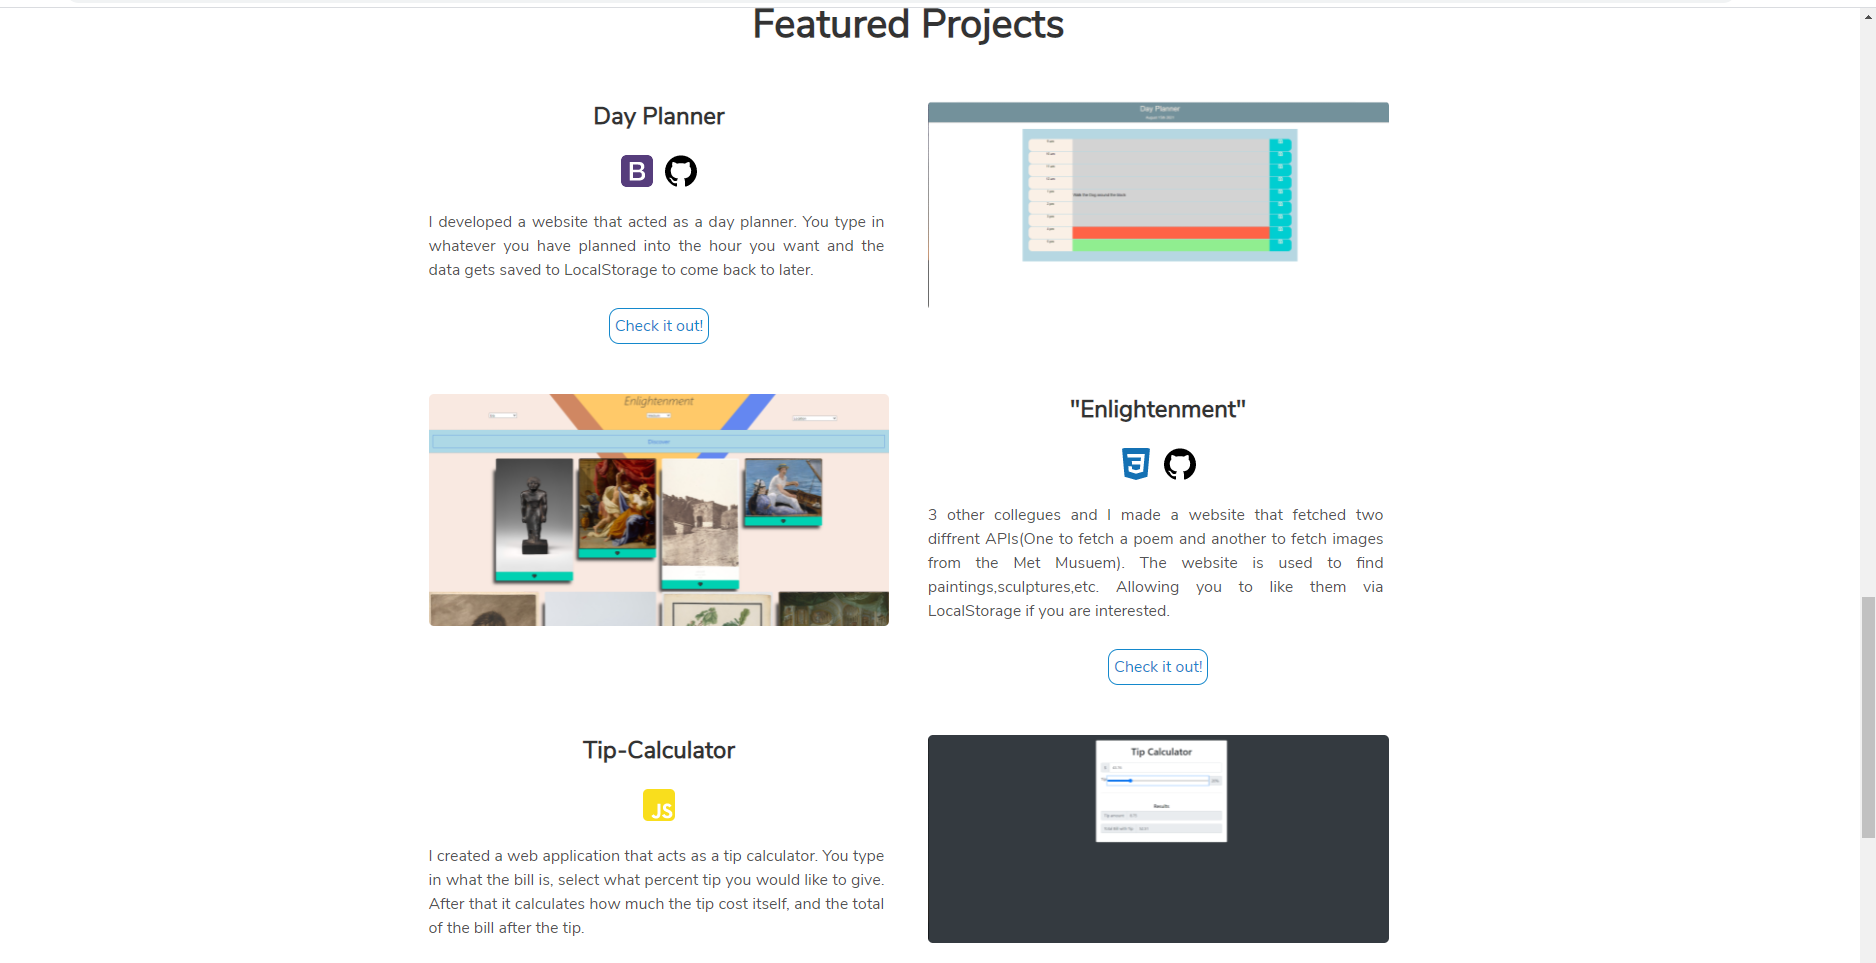 Featured Projects
Day Planner
B
I developed a website that acted as a day planner. You type in
whatever you have planned into the hour you want and the
data gets saved to LocalStorage to come back to later.
Check it out!
Day Planner
Enlightenment
Discover
"Enlightenment"
3 other collegues and I made a website that fetched two
diffrent APIs(One to fetch a poem and another to fetch images
from the Met Musuem). The website is used to find
paintings,sculptures,etc. Allowing you to like them via
LocalStorage if you are interested.
Check it out!
Tip-Calculator
JS
I created a web application that acts as a tip calculator. You type
in what the bill is, select what percent tip you would like to give.
After that it calculates how much the tip cost itself, and the total
of the bill after the tip.
Tip Calculator
Results